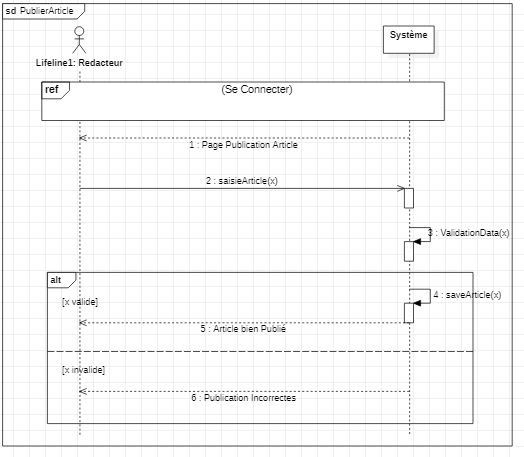 sd PublierArticle
Système
Lifeline1: Redacteur
ref
(Se Connecter)
1 : Page Publication Article
2 : saisieArticle(x)
3 : ValidationData(x)
alt
4 : saveArticle(x)
[x valide]
5 : Article bien Publié
[x invalide]
6 : Publication Incorrectes